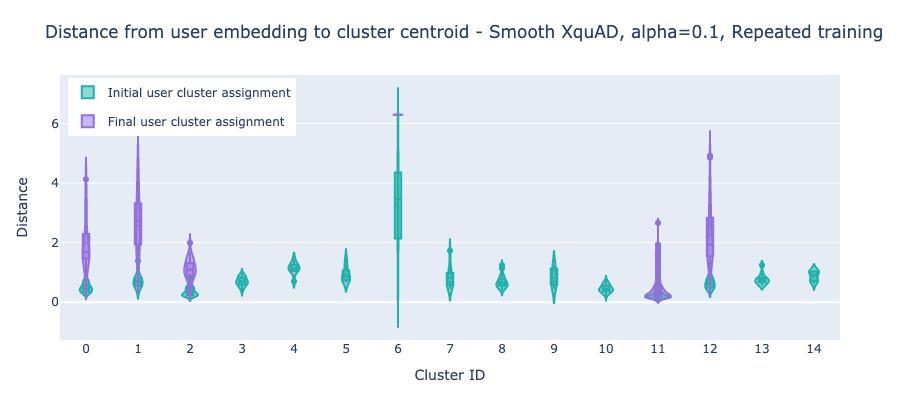 Distance from user embedding to cluster centroid - Smooth XquAD, alpha=0.1, Repeated training
Initial user cluster assignment
Final user cluster assignment
Distance
6
4
2
0
0 1 2 3 4 5 6 7 8 9 10 11 12 13 14
Cluster ID